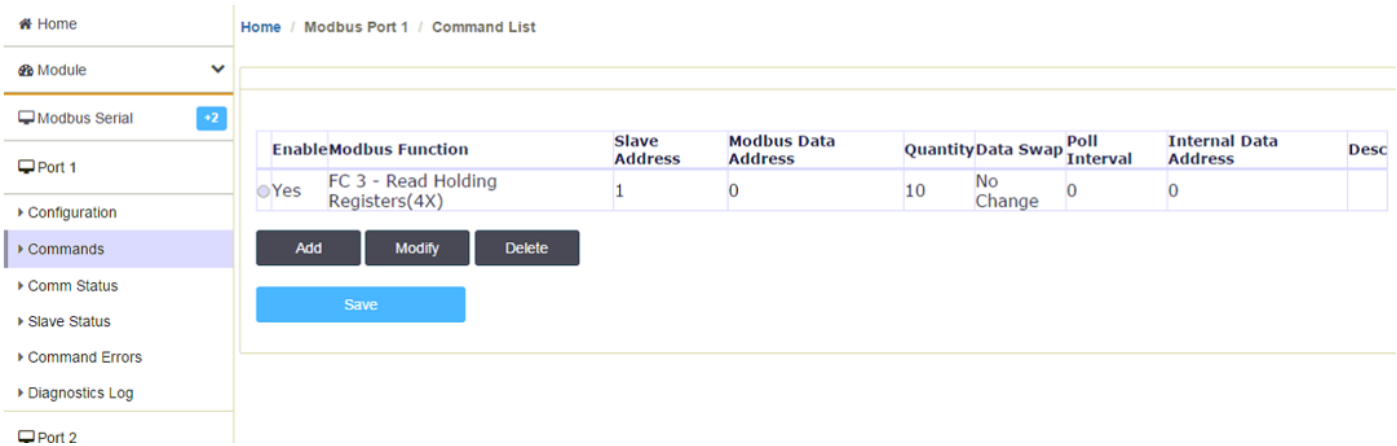 Home
Module
Modbus Serial +2
Port 1
Configuration
Commands
Comm Status
Slave Status
Command Errors
Diagnostics Log
Port 2
Home / Modbus Port 1 / Command List
Enable Modbus Function Slave Address Modbus Data Address Quantity Data Swap Poll Interval Internal Data Address Desc
Yes FC 3 - Read Holding Registers(4X) 1 0 10 No Change 0 0
Add Modify Delete
Save